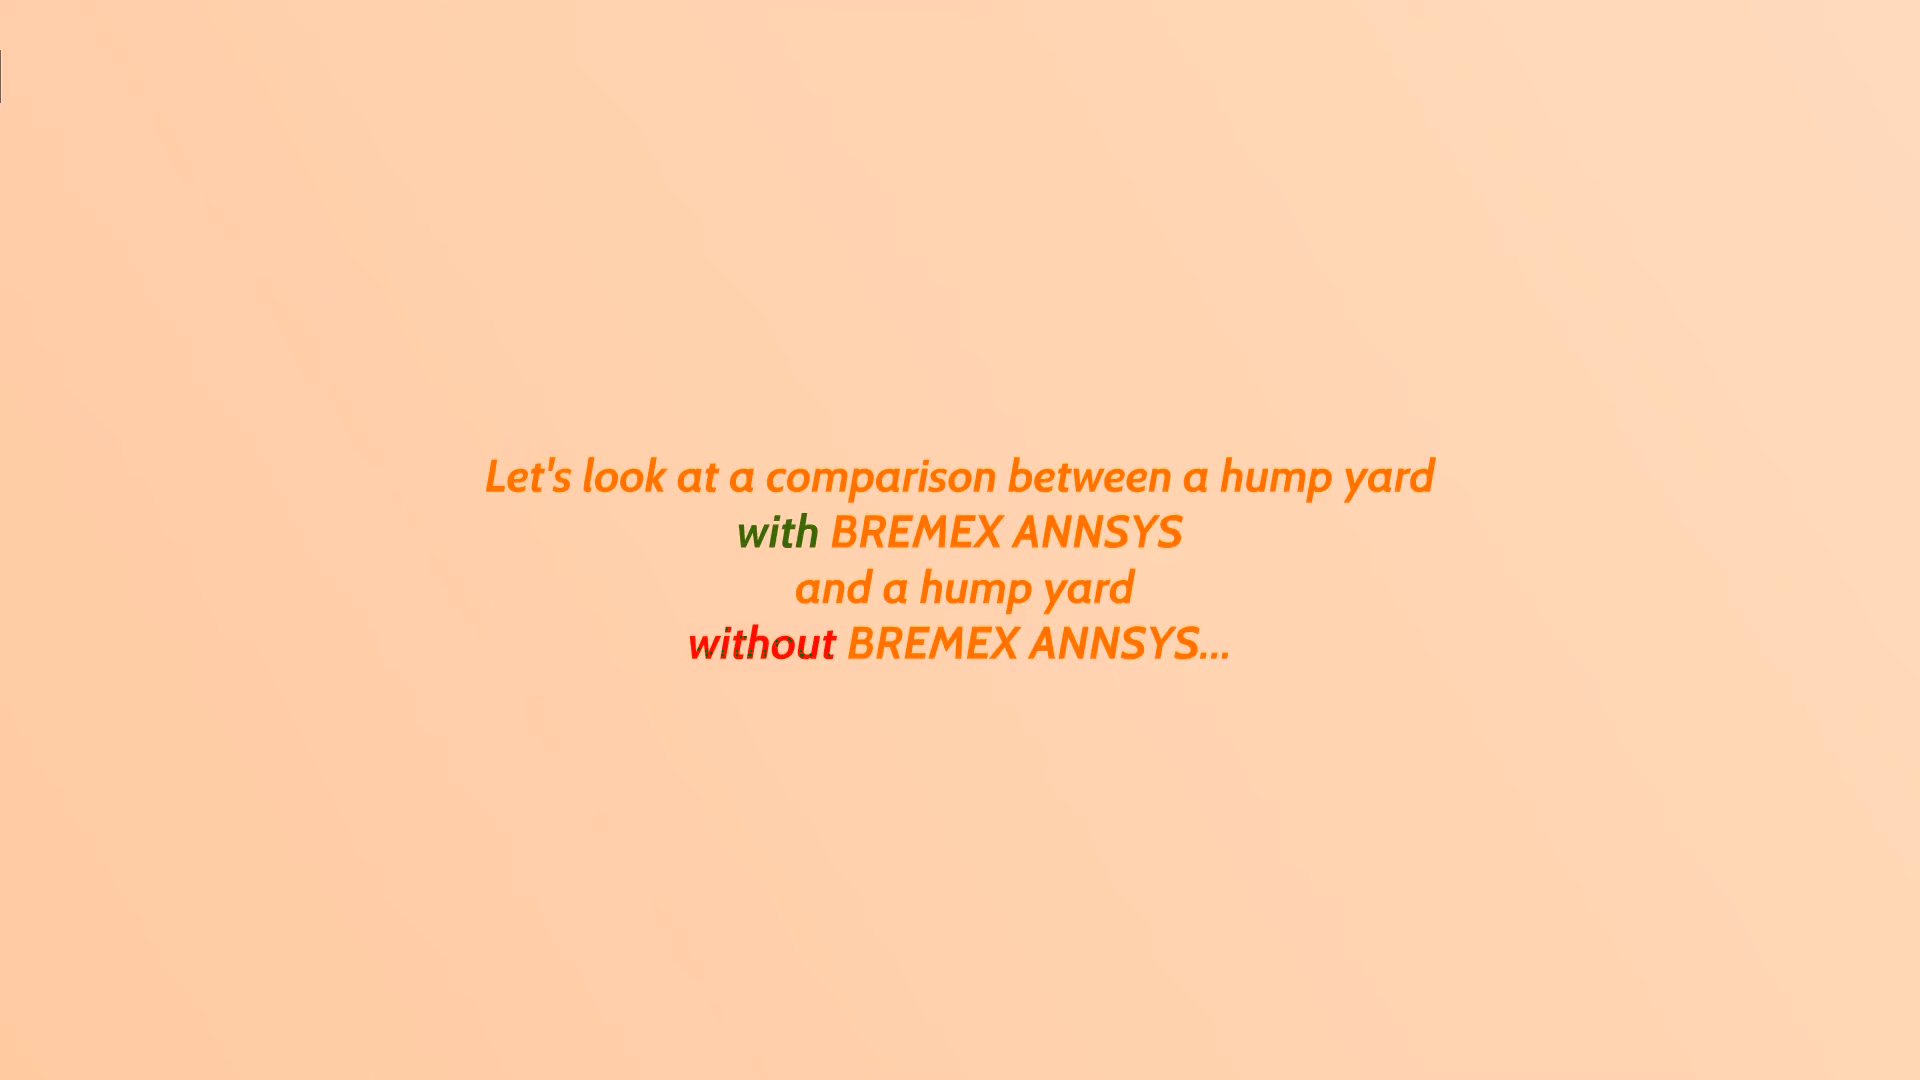 Let's look at a comparison between a hump yard
with BREMEX ANNSYS
and a hump yard
without BREMEX ANNSYS...